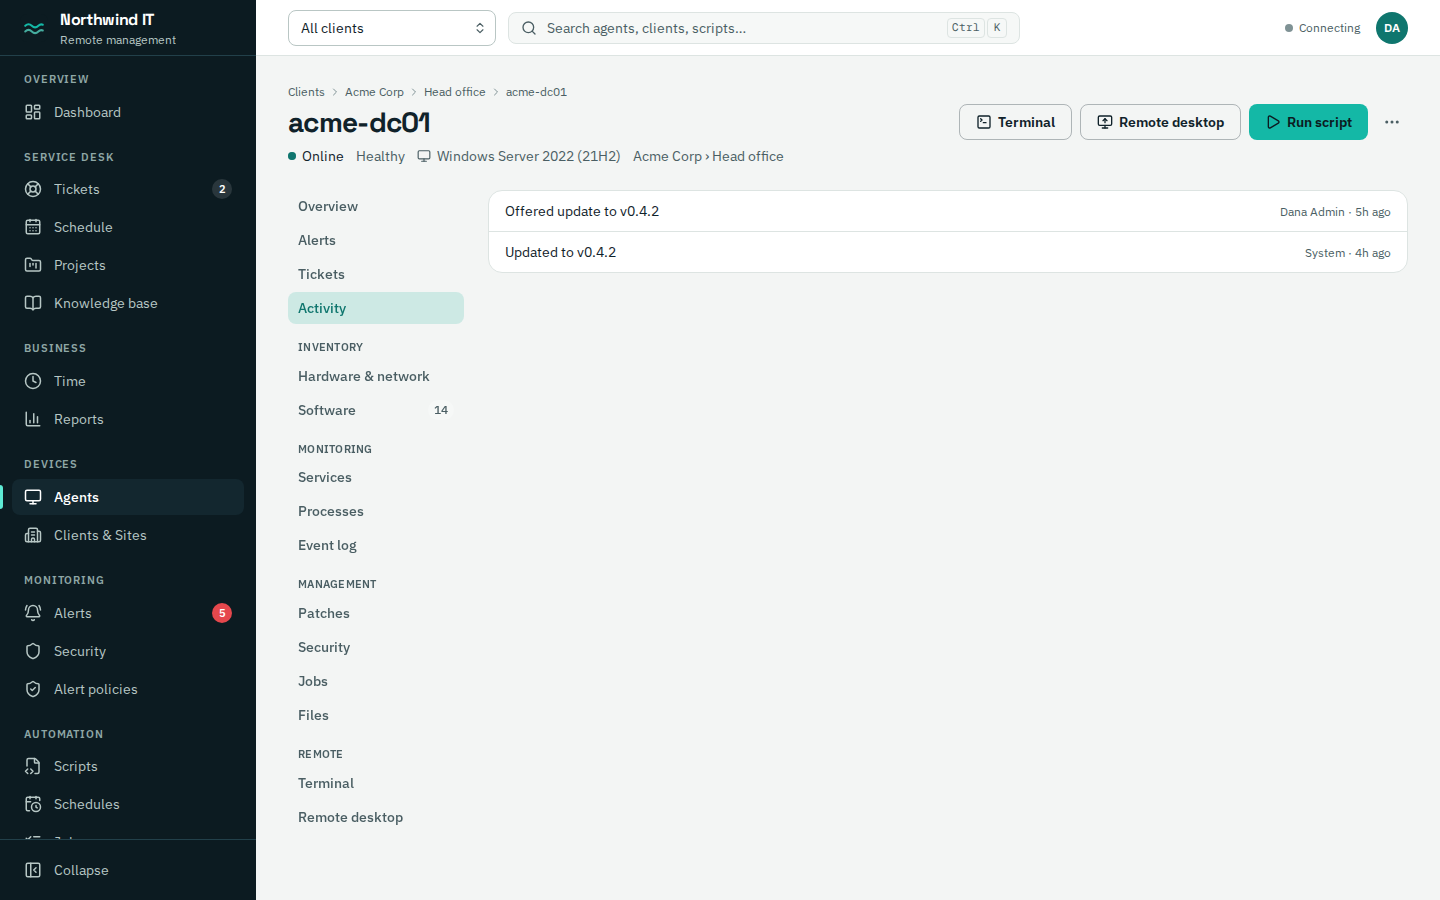 Northwind IT
Remote management
OVERVIEW
Dashboard
SERVICE DESK
Tickets 2
Schedule
Projects
Knowledge base
BUSINESS
Time
Reports
DEVICES
Agents
Clients & Sites
MONITORING
Alerts 5
Security
Alert policies
AUTOMATION
Scripts
Schedules
Collapse
All clients
Search agents, clients, scripts... Ctrl K
Connecting DA
Clients > Acme Corp > Head office > acme-dc01
acme-dc01
Terminal Remote desktop Run script
Online Healthy Windows Server 2022 (21H2) Acme Corp › Head office
Overview
Alerts
Tickets
Activity
INVENTORY
Hardware & network
Software 14
MONITORING
Services
Processes
Event log
MANAGEMENT
Patches
Security
Jobs
Files
REMOTE
Terminal
Remote desktop
Offered update to v0.4.2 Dana Admin · 5h ago
Updated to v0.4.2 System · 4h ago